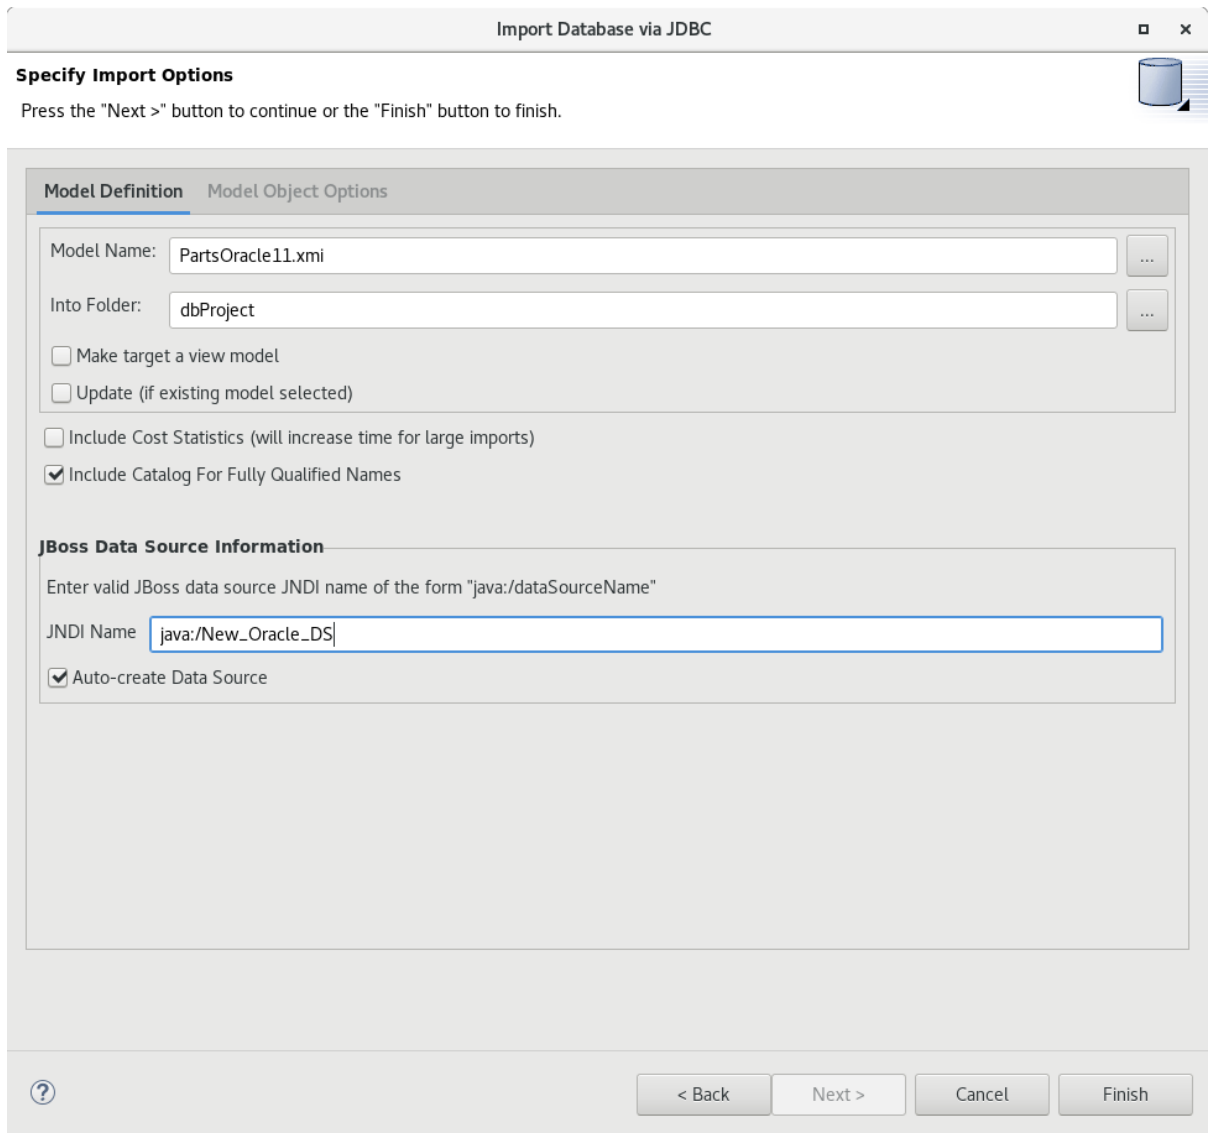 Import Database via JDBC
Specify Import Options
Press the "Next >" button to continue or the "Finish" button to finish.
Model Definition Model Object Options
Model Name: PartsOracle11.xmi ...
Into Folder: dbProject ...
Make target a view model
Update (if existing model selected)
Include Cost Statistics (will increase time for large imports)
Include Catalog For Fully Qualified Names
JBoss Data Source Information
Enter valid JBoss data source JNDI name of the form "java:/dataSourceName"
JNDI Name java:/New_Oracle_DS
Auto-create Data Source
? < Back Next > Cancel Finish